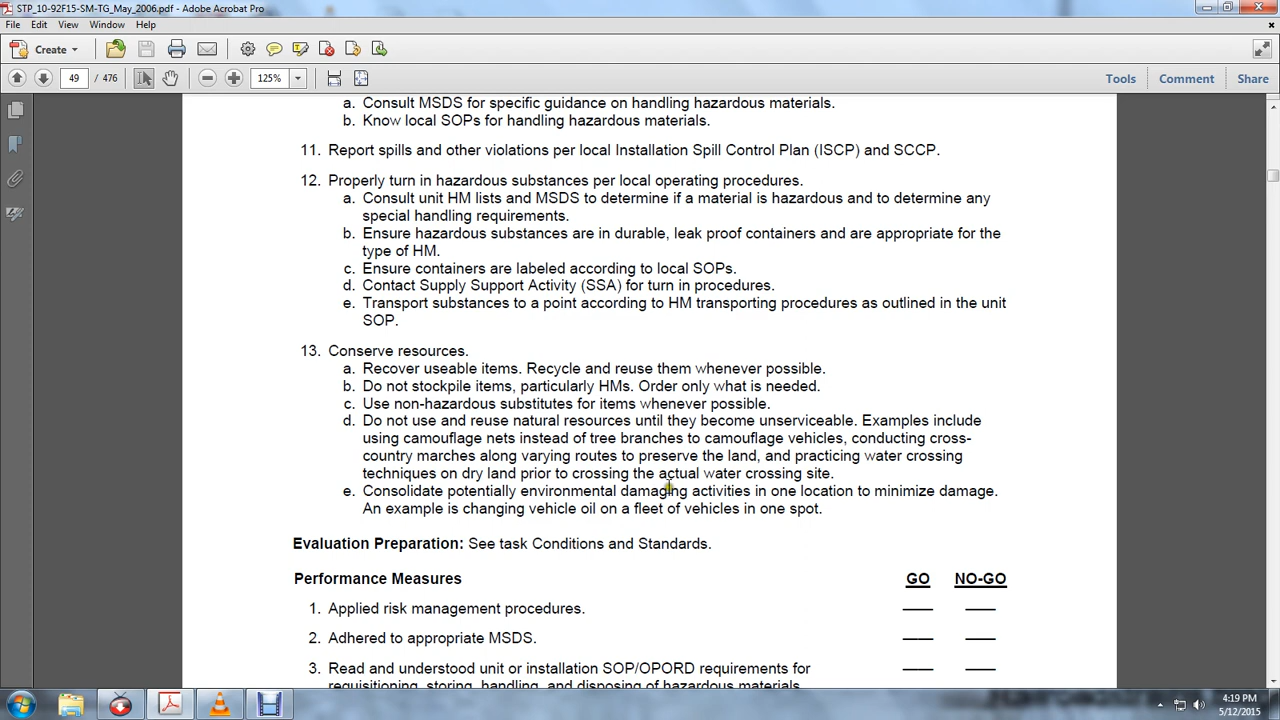 STP_10-92F15-SM-TG_May_2006.pdf - Adobe Acrobat Pro
File Edit View Window Help
Create
49 / 476 125% Tools Comment Share
a. Consult MSDS for specific guidance on handling hazardous materials.
b. Know local SOPs for handling hazardous materials.
11. Report spills and other violations per local Installation Spill Control Plan (ISCP) and SCCP.
12. Properly turn in hazardous substances per local operating procedures.
a. Consult unit HM lists and MSDS to determine if a material is hazardous and to determine any
special handling requirements.
b. Ensure hazardous substances are in durable, leak proof containers and are appropriate for the
type of HM.
c. Ensure containers are labeled according to local SOPs.
d. Contact Supply Support Activity (SSA) for turn in procedures.
e. Transport substances to a point according to HM transporting procedures as outlined in the unit
SOP.
13. Conserve resources.
a. Recover useable items. Recycle and reuse them whenever possible.
b. Do not stockpile items, particularly HMs. Order only what is needed.
c. Use non-hazardous substitutes for items whenever possible.
d. Do not use and reuse natural resources until they become unserviceable. Examples include
using camouflage nets instead of tree branches to camouflage vehicles, conducting cross-
country marches along varying routes to preserve the land, and practicing water crossing
techniques on dry land prior to crossing the actual water crossing site.
e. Consolidate potentially environmental damaging activities in one location to minimize damage.
An example is changing vehicle oil on a fleet of vehicles in one spot.
Evaluation Preparation: See task Conditions and Standards.
Performance Measures GO NO-GO
1. Applied risk management procedures.
2. Adhered to appropriate MSDS.
3. Read and understood unit or installation SOP/OPORD requirements for
requisitioning, storing, handling, and disposing of hazardous materials.
4:19 PM
5/12/2015